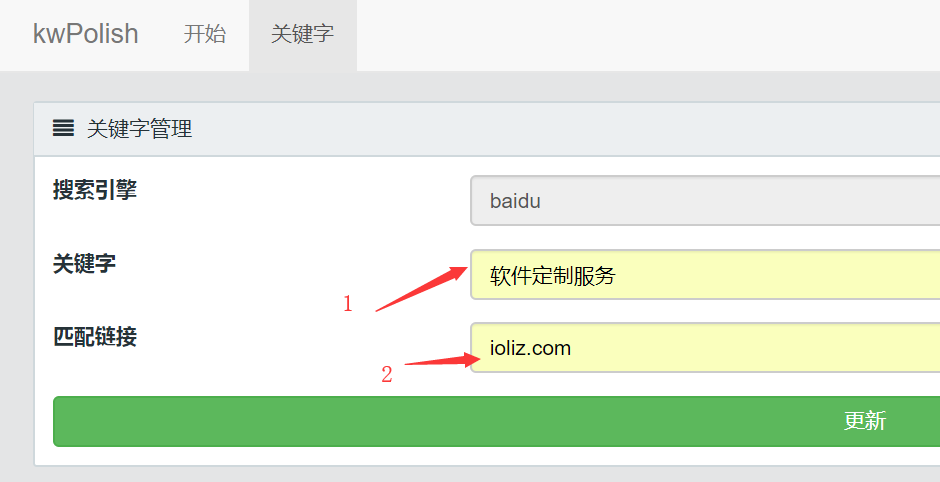 kwPolish 开始 关键字
关键字管理
搜索引擎 baidu
关键字 软件定制服务
1
匹配链接 ioliz.com
2
更新